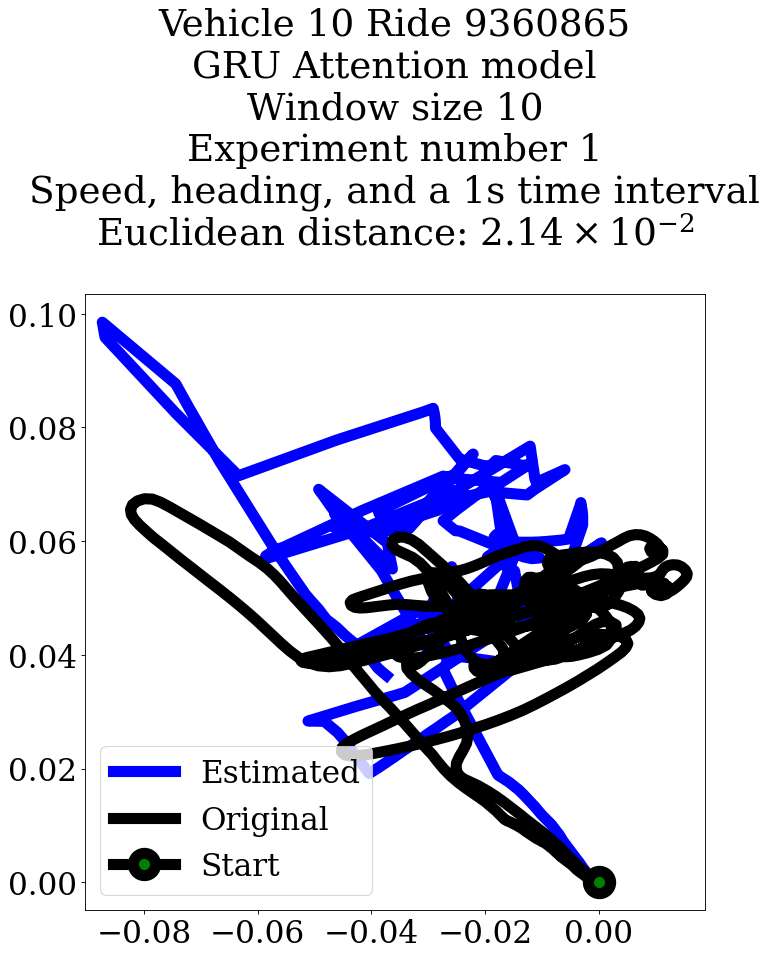 Vehicle 10 Ride 9360865
GRU Attention model
Window size 10
Experiment number 1
Speed, heading, and a 1s time interval
Euclidean distance: 2.14 × 10⁻²
0.10
0.08
0.06
0.04
0.02
0.00
Estimated
Original
Start
−0.08 −0.06 −0.04 −0.02 0.00